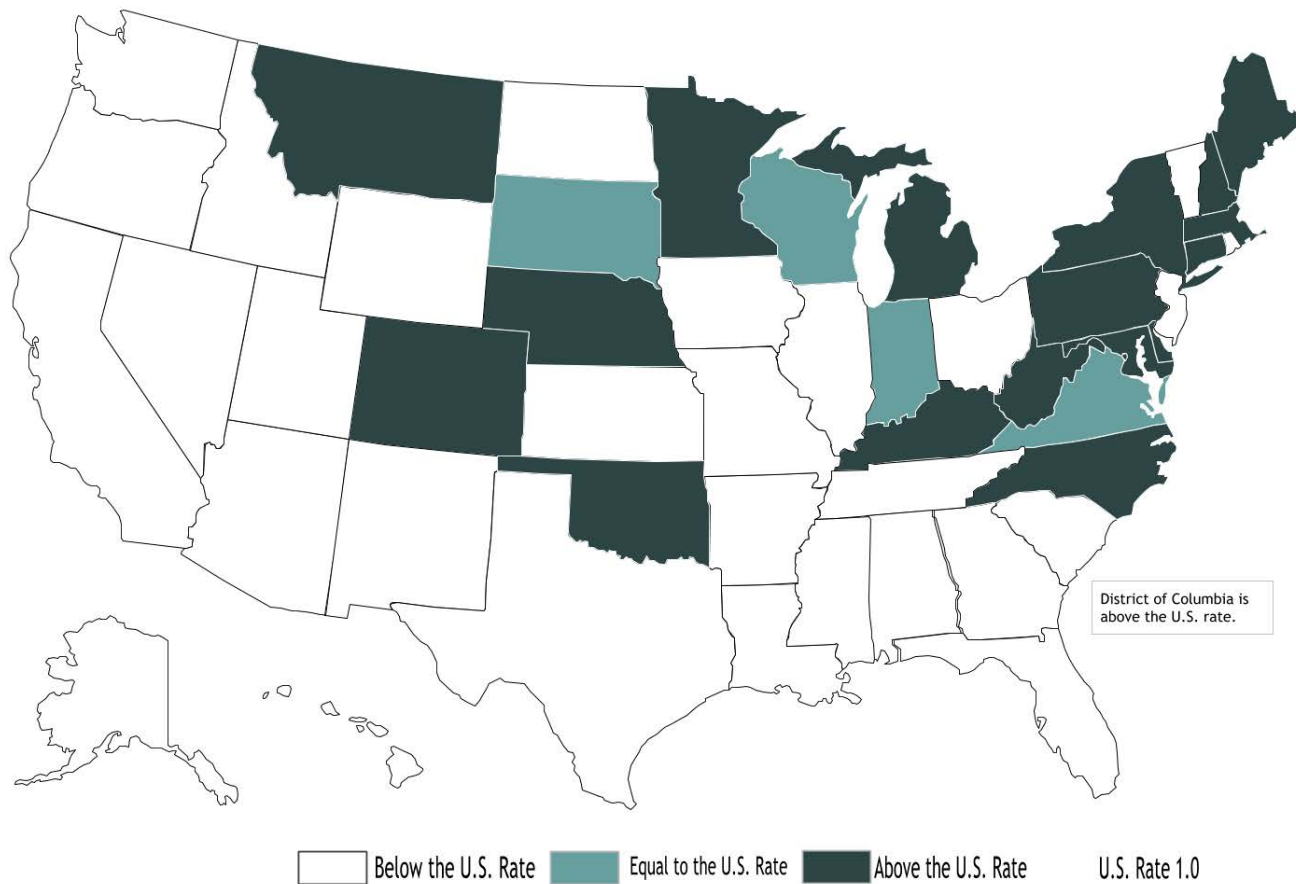 District of Columbia is
above the U.S. rate.
Below the U.S. Rate
Equal to the U.S. Rate
Above the U.S. Rate
U.S. Rate 1.0